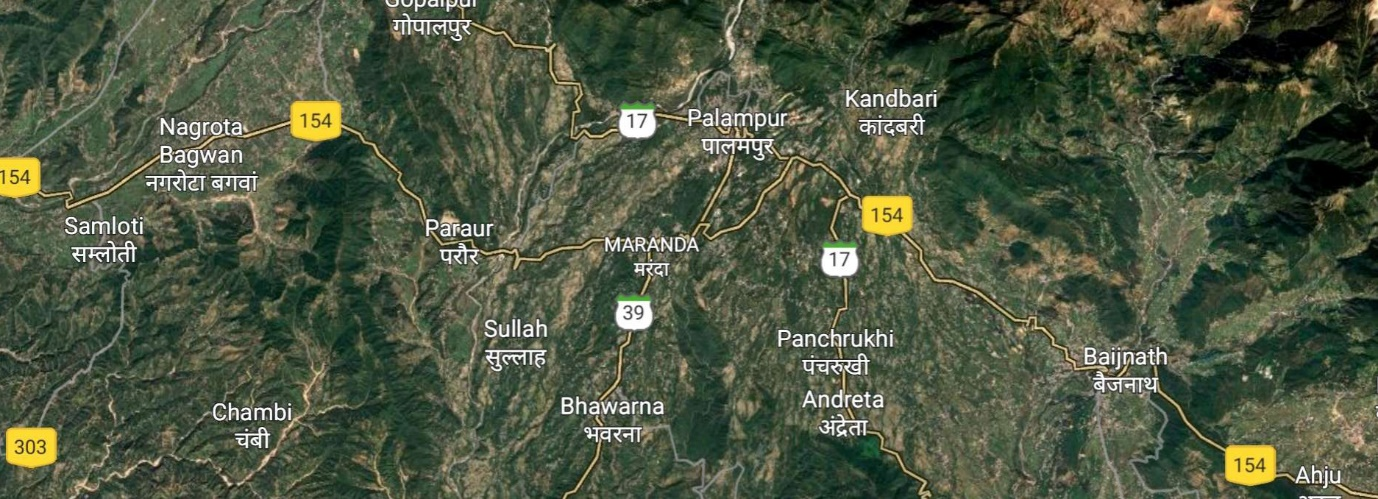 Gopalpur
गोपालपुर
17
Palampur
पालमपुर
Kandbari
कांदबरी
154
Nagrota
Bagwan
नगरोटा बगवां
154
Samloti
सम्लोती
Paraur
परौर
MARANDA
मरंदा
154
17
39
Sullah
सुल्लाह
Panchrukhi
पंचरुखी
Baijnath
बैजनाथ
Andreta
अंद्रेता
Bhawarna
भवरना
Chambi
चंबी
303
154
Ahju